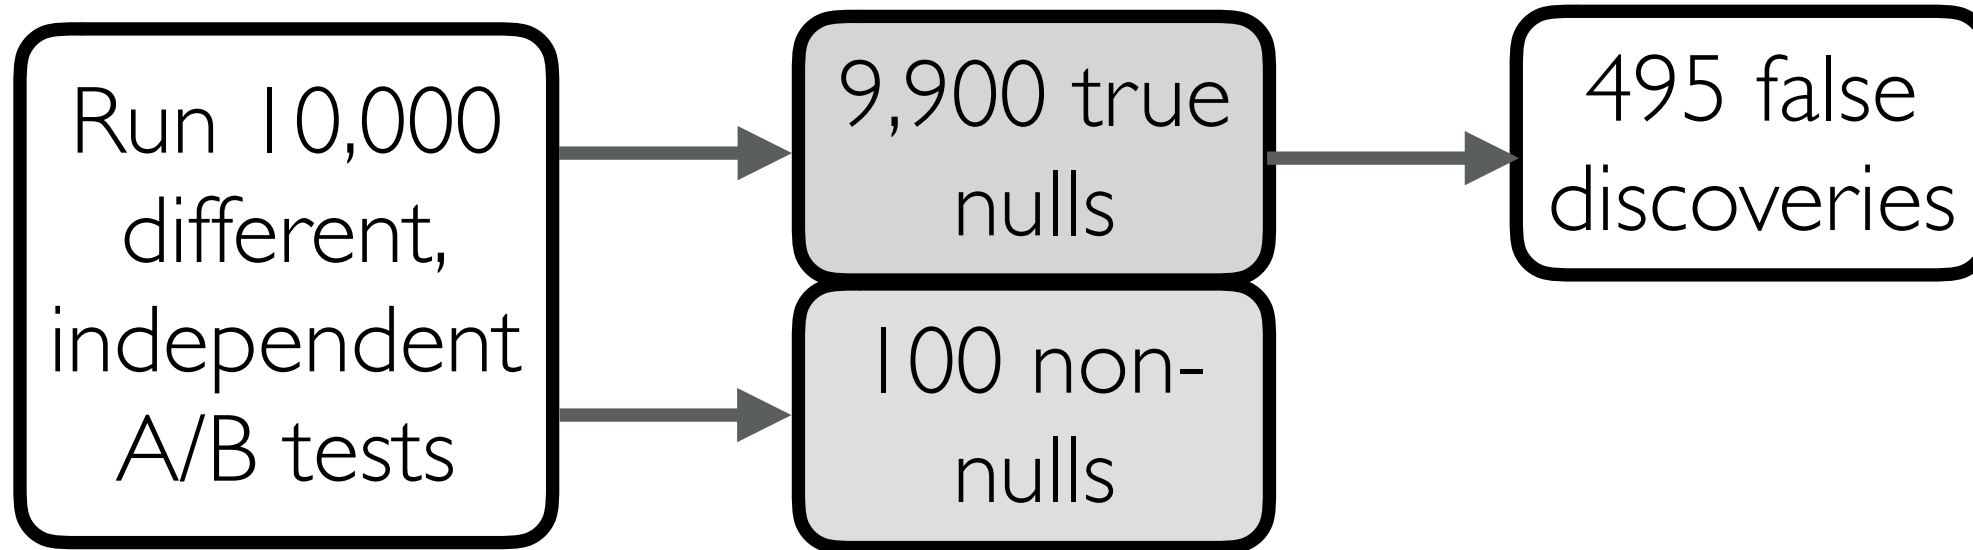 Run 10,000
different,
independent
A/B tests
9,900 true
nulls
100 non-
nulls
495 false
discoveries